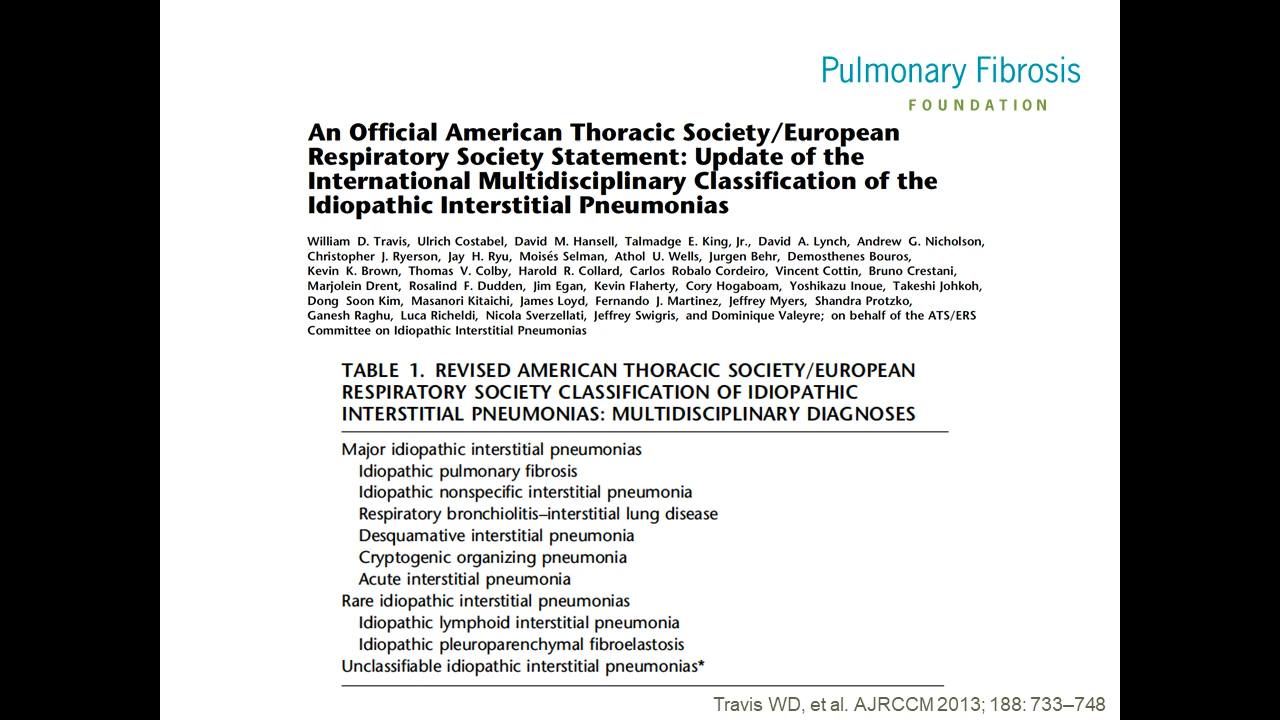 Pulmonary Fibrosis
FOUNDATION
An Official American Thoracic Society/European
Respiratory Society Statement: Update of the
International Multidisciplinary Classification of the
Idiopathic Interstitial Pneumonias
William D. Travis, Ulrich Costabel, David M. Hansell, Talmadge E. King, Jr., David A. Lynch, Andrew G. Nicholson,
Christopher J. Ryerson, Jay H. Ryu, Moisés Selman, Athol U. Wells, Jurgen Behr, Demosthenes Bouros,
Kevin K. Brown, Thomas V. Colby, Harold R. Collard, Carlos Robalo Cordeiro, Vincent Cottin, Bruno Crestani,
Marjolein Drent, Rosalind F. Dudden, Jim Egan, Kevin Flaherty, Cory Hogaboam, Yoshikazu Inoue, Takeshi Johkoh,
Dong Soon Kim, Masanori Kitaichi, James Loyd, Fernando J. Martinez, Jeffrey Myers, Shandra Protzko,
Ganesh Raghu, Luca Richeldi, Nicola Sverzellati, Jeffrey Swigris, and Dominique Valeyre; on behalf of the ATS/ERS
Committee on Idiopathic Interstitial Pneumonias
TABLE 1. REVISED AMERICAN THORACIC SOCIETY/EUROPEAN
RESPIRATORY SOCIETY CLASSIFICATION OF IDIOPATHIC
INTERSTITIAL PNEUMONIAS: MULTIDISCIPLINARY DIAGNOSES
Major idiopathic interstitial pneumonias
Idiopathic pulmonary fibrosis
Idiopathic nonspecific interstitial pneumonia
Respiratory bronchiolitis–interstitial lung disease
Desquamative interstitial pneumonia
Cryptogenic organizing pneumonia
Acute interstitial pneumonia
Rare idiopathic interstitial pneumonias
Idiopathic lymphoid interstitial pneumonia
Idiopathic pleuroparenchymal fibroelastosis
Unclassifiable idiopathic interstitial pneumonias*
Travis WD, et al. AJRCCM 2013; 188: 733–748